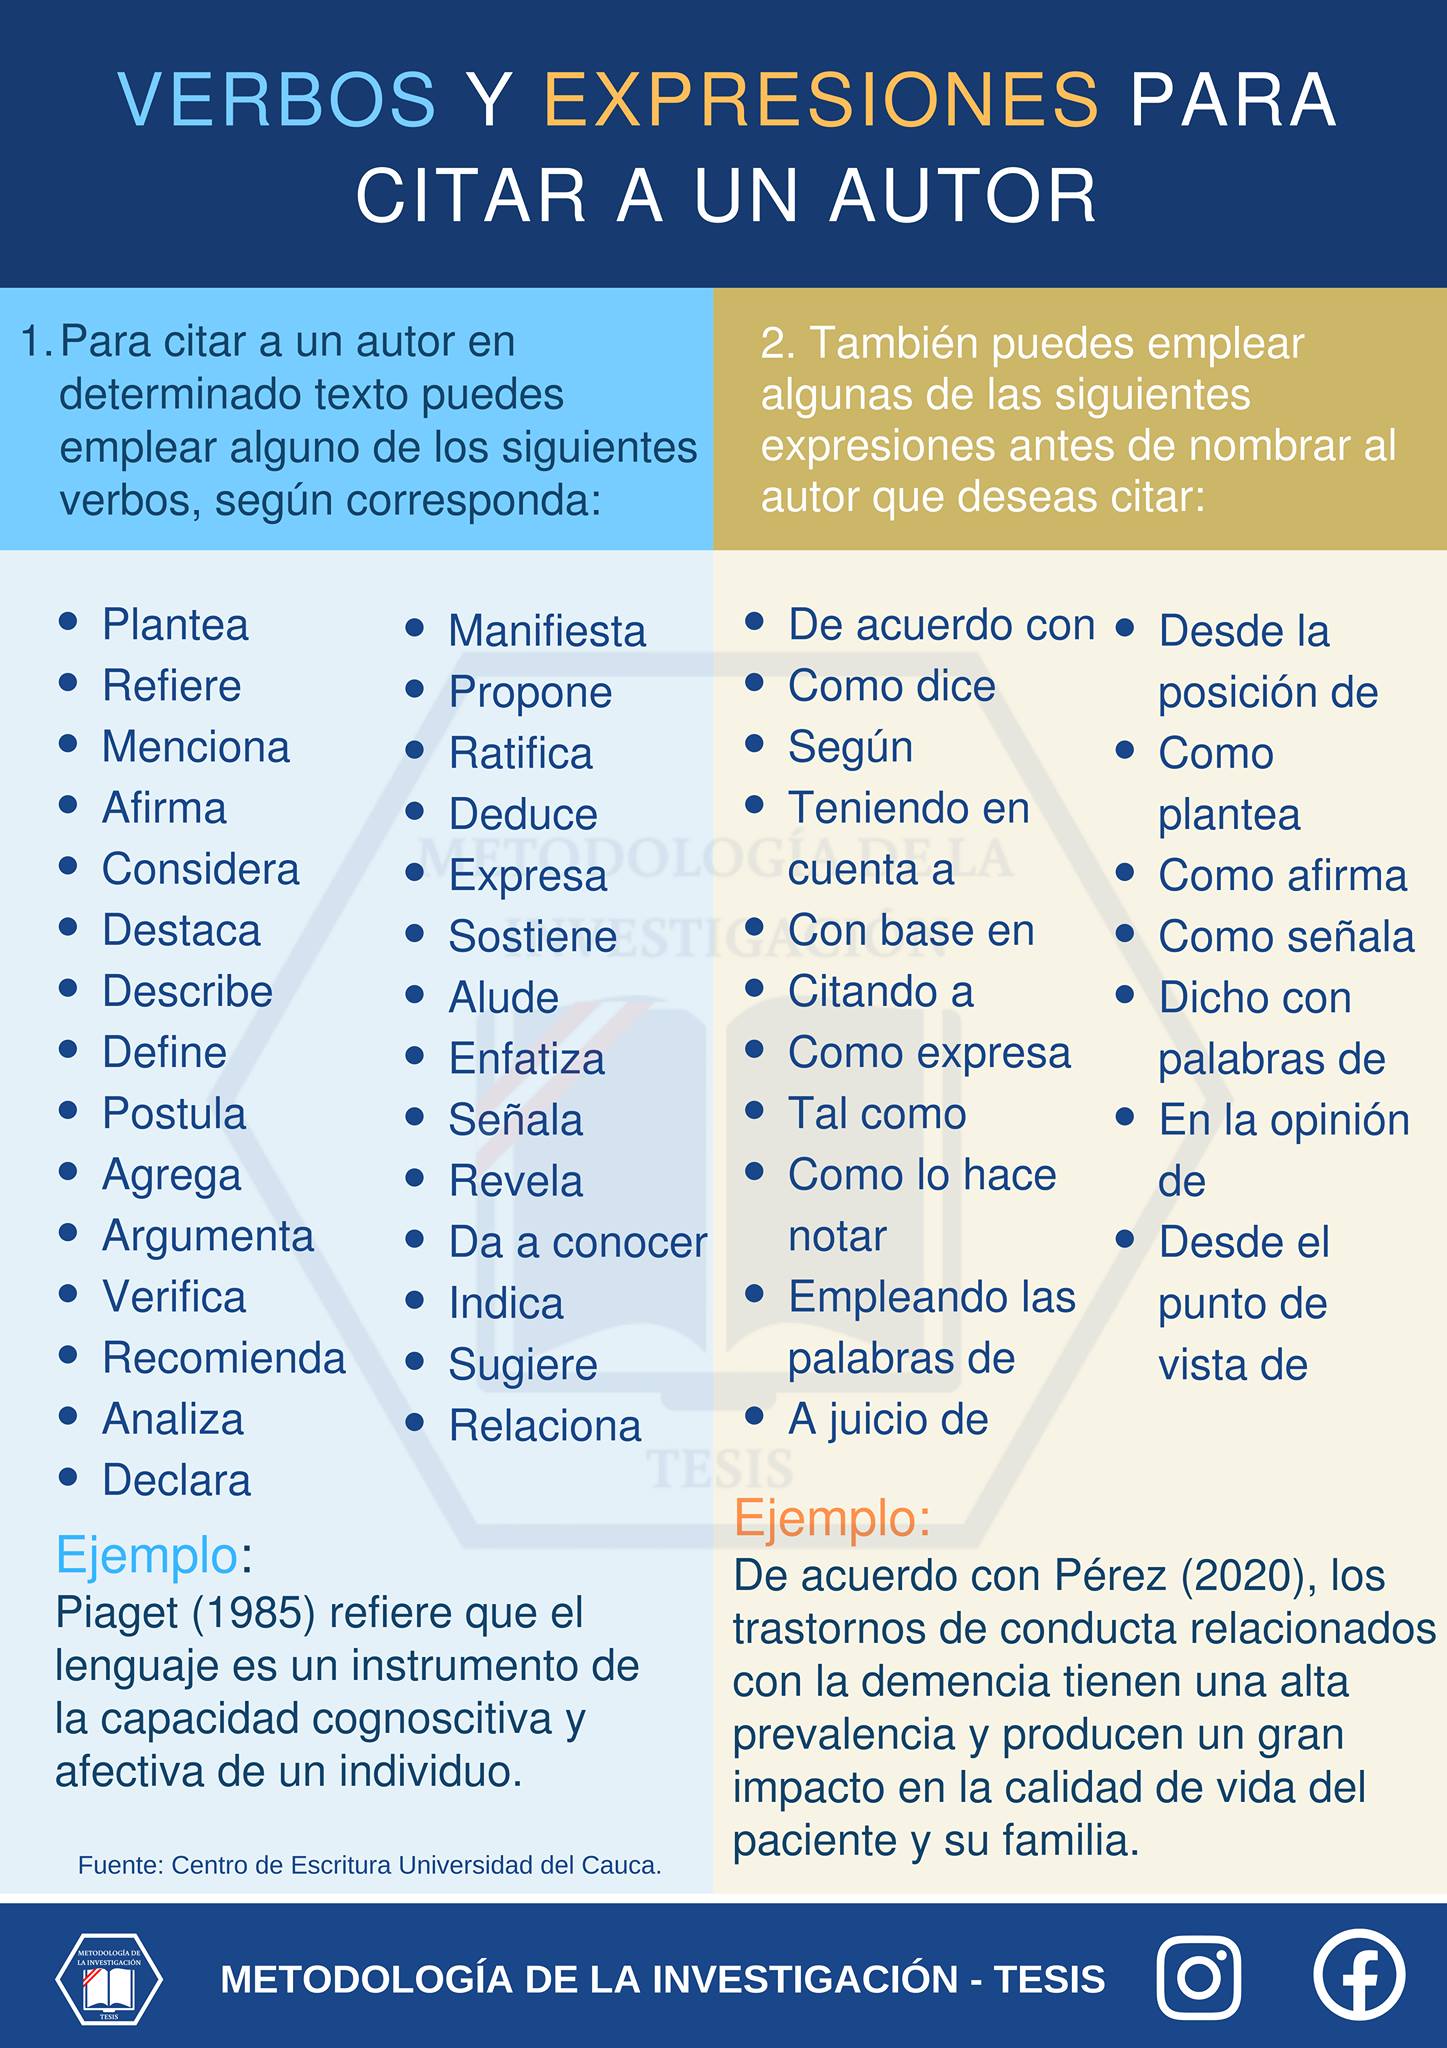 VERBOS Y EXPRESIONES PARA
CITAR A UN AUTOR
1. Para citar a un autor en
determinado texto puedes
emplear alguno de los siguientes
verbos, según corresponda:
• Plantea
• Refiere
• Menciona
• Afirma
• Considera
• Destaca
• Describe
• Define
• Postula
• Agrega
• Argumenta
• Verifica
• Recomienda
• Analiza
• Declara
• Manifiesta
• Propone
• Ratifica
• Deduce
• Expresa
• Sostiene
• Alude
• Enfatiza
• Señala
• Revela
• Da a conocer
• Indica
• Sugiere
• Relaciona
Ejemplo:
Piaget (1985) refiere que el
lenguaje es un instrumento de
la capacidad cognoscitiva y
afectiva de un individuo.
Fuente: Centro de Escritura Universidad del Cauca.
2. También puedes emplear
algunas de las siguientes
expresiones antes de nombrar al
autor que deseas citar:
• De acuerdo con
• Como dice
• Según
• Teniendo en
cuenta a
• Con base en
• Citando a
• Como expresa
• Tal como
• Como lo hace
notar
• Empleando las
palabras de
• A juicio de
• Desde la
posición de
• Como
plantea
• Como afirma
• Como señala
• Dicho con
palabras de
• En la opinión
de
• Desde el
punto de
vista de
Ejemplo:
De acuerdo con Pérez (2020), los
trastornos de conducta relacionados
con la demencia tienen una alta
prevalencia y producen un gran
impacto en la calidad de vida del
paciente y su familia.
METODOLOGÍA DE LA
INVESTIGACIÓN
TESIS
METODOLOGÍA DE
LA INVESTIGACIÓN
TESIS
METODOLOGÍA DE LA INVESTIGACIÓN - TESIS